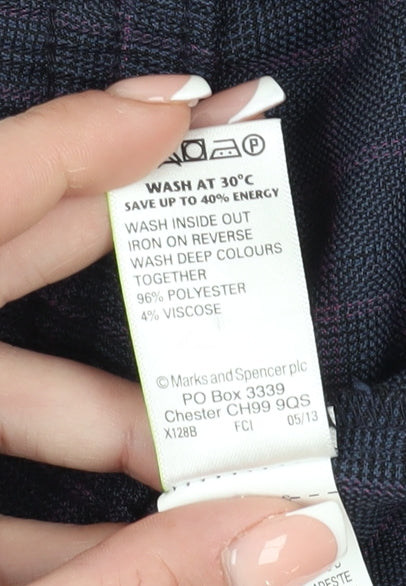 P
WASH AT 30°C
SAVE UP TO 40% ENERGY
WASH INSIDE OUT
IRON ON REVERSE
WASH DEEP COLOURS
TOGETHER
96% POLYESTER
4% VISCOSE
© Marks and Spencer plc
PO Box 3339
Chester CH99 9QS
X128B FCI 05/13